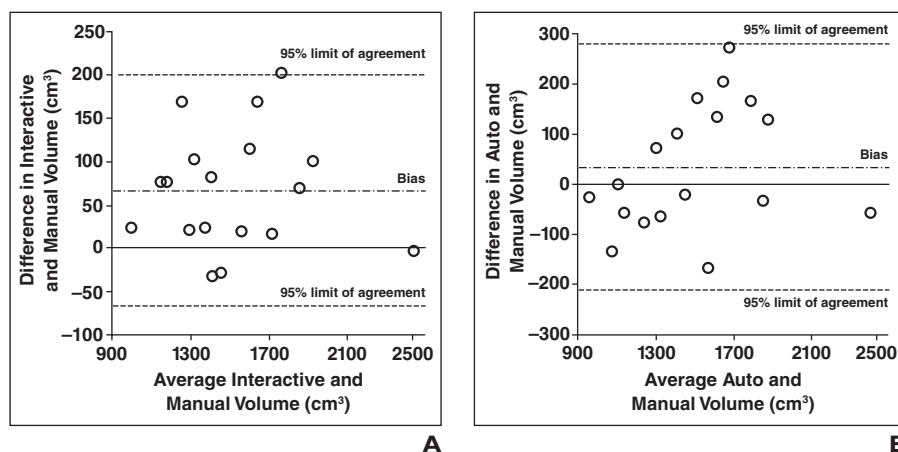 Difference in Interactive
and Manual Volume (cm³)
250
200
150
100
50
0
–50
–100
95% limit of agreement
Bias
95% limit of agreement
900 1300 1700 2100 2500
Average Interactive and
Manual Volume (cm³)
A
Difference in Auto and
Manual Volume (cm³)
300
200
100
0
–100
–200
–300
95% limit of agreement
Bias
95% limit of agreement
900 1300 1700 2100 2500
Average Auto and
Manual Volume (cm³)